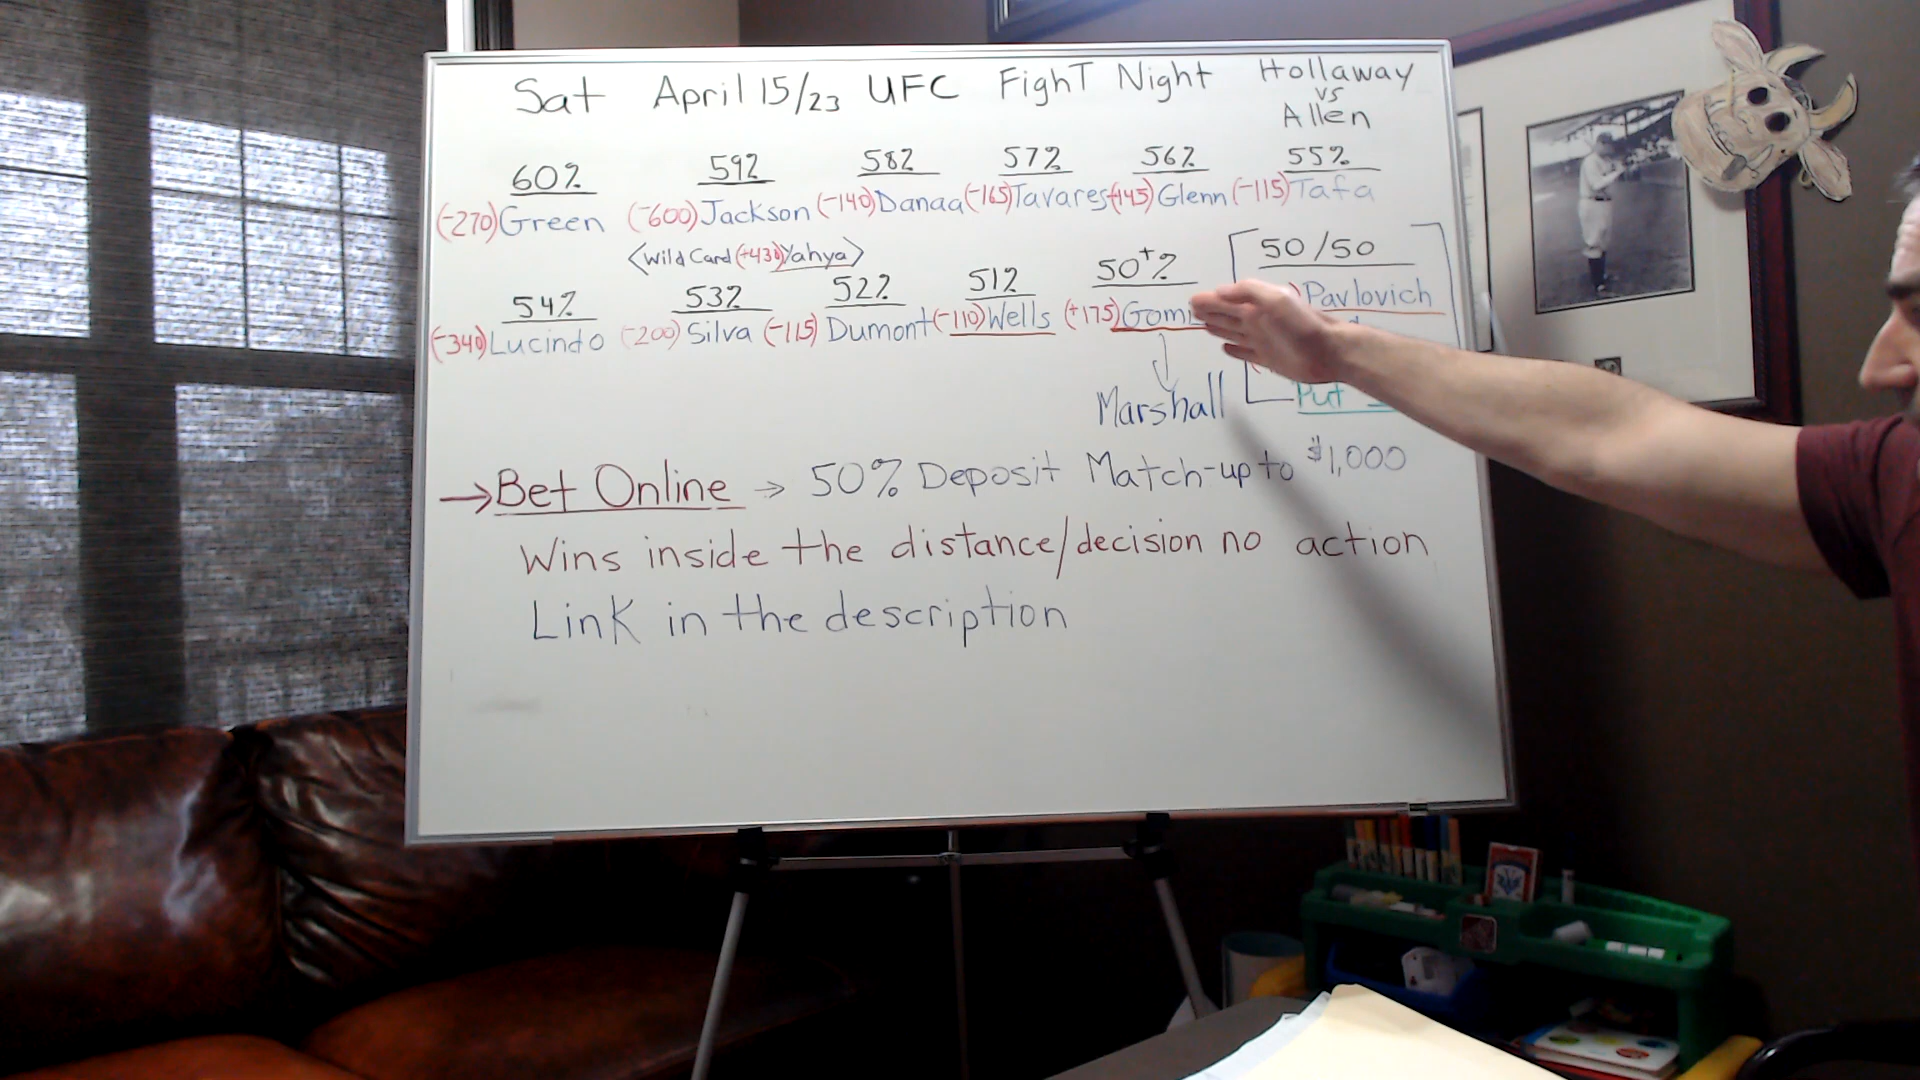 Sat April 15/23 UFC FighT Night Hollaway
vs
Allen
60% 59% 58% 57% 56% 55%
(-270)Green (-600)Jackson (-140)Danaa (-165)Tavares (-145)Glenn (-115)Tafa
<Wild Card (+430)Yahya>
54% 53% 52% 51% 50+% 50/50
(-340)Lucindo (-200)Silva (-115)Dumont (-110)Wells (+175) Pavlovich
Marshall
Put
→Bet Online → 50% Deposit Match-up to $1,000
Wins inside the distance/decision no action
Link in the description